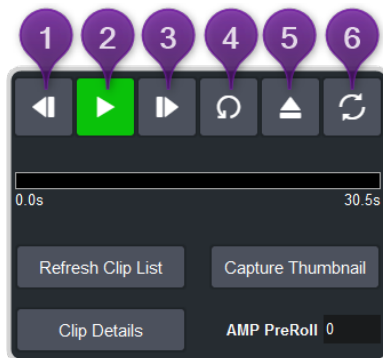 1 2 3 4 5 6
0.0s 30.5s
Refresh Clip List Capture Thumbnail
Clip Details AMP PreRoll 0